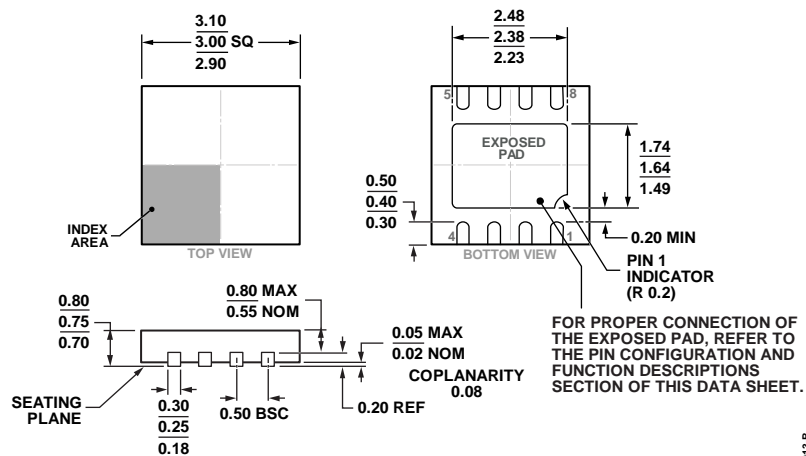 3.10
3.00 SQ
2.90
2.48
2.38
2.23
5
8
EXPOSED
PAD
1.74
1.64
1.49
0.50
0.40
0.30
INDEX
AREA
TOP VIEW
4
1
BOTTOM VIEW
0.20 MIN
PIN 1
INDICATOR
(R 0.2)
0.80
0.75
0.70
0.80 MAX
0.55 NOM
0.05 MAX
0.02 NOM
COPLANARITY
0.08
SEATING
PLANE
0.30
0.25
0.18
0.50 BSC
0.20 REF
FOR PROPER CONNECTION OF
THE EXPOSED PAD, REFER TO
THE PIN CONFIGURATION AND
FUNCTION DESCRIPTIONS
SECTION OF THIS DATA SHEET.